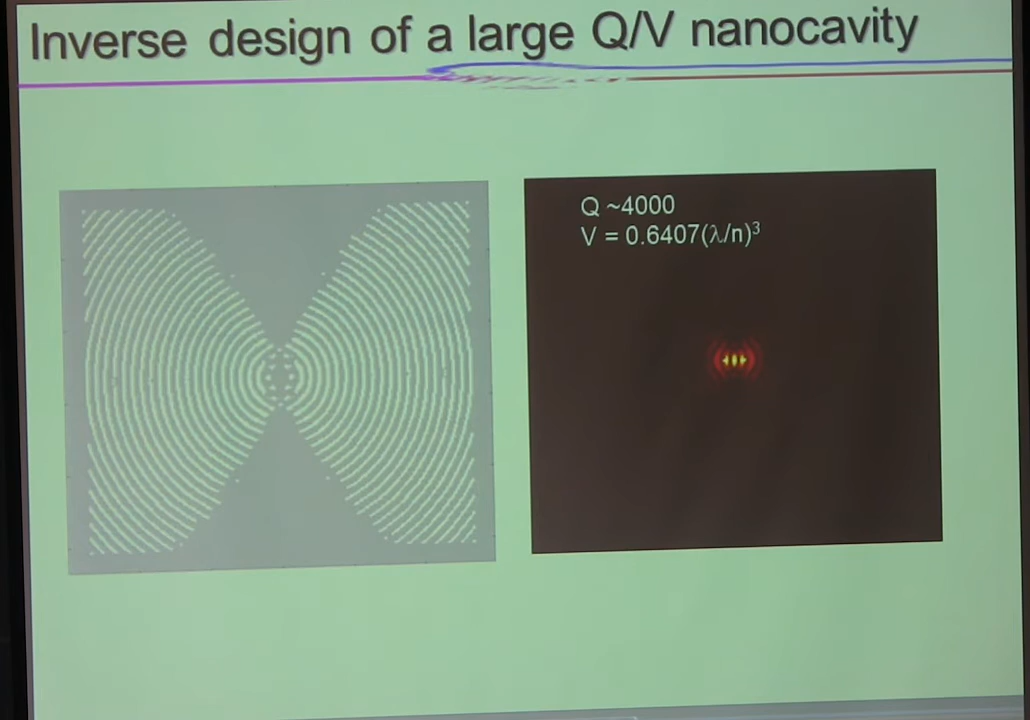 Inverse design of a large Q/V nanocavity
Q ~4000
V = 0.6407(λ/n)³